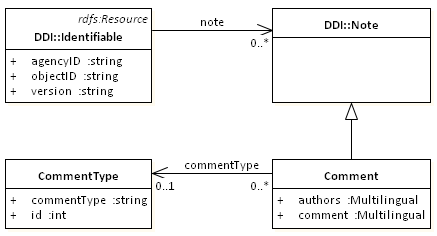 rdfs:Resource
DDI::Identifiable
+ agencyID :string
+ objectID :string
+ version :string
note
0..*
DDI::Note
CommentType
+ commentType :string
+ id :int
commentType
0..1
0..*
Comment
+ authors :Multilingual
+ comment :Multilingual